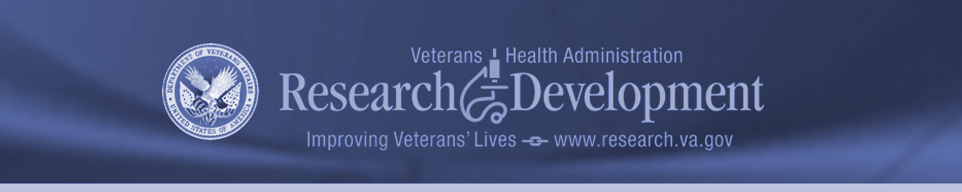 DEPARTMENT OF VETERANS AFFAIRS
UNITED STATES OF AMERICA
Veterans Health Administration
Research Development
Improving Veterans' Lives www.research.va.gov